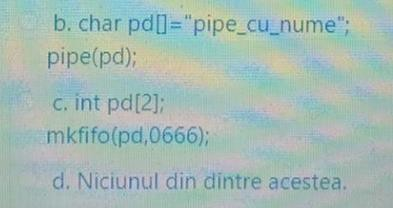 b. char pd[]="pipe_cu_nume";
pipe(pd);
c. int pd[2];
mkfifo(pd,0666);
d. Niciunul din dintre acestea.